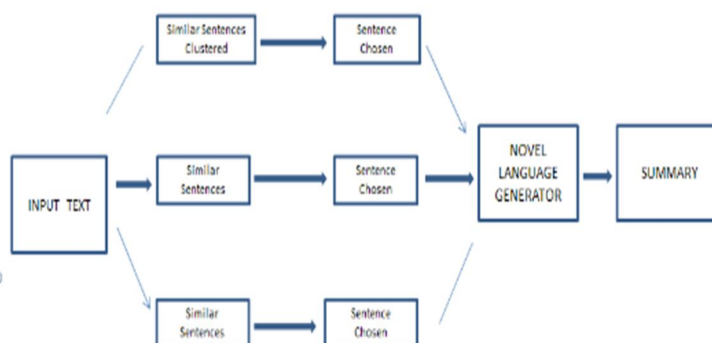 Similar Sentences
Clustered
Sentence
Chosen
INPUT TEXT
Similar
Sentences
Sentence
Chosen
NOVEL
LANGUAGE
GENERATOR
SUMMARY
Similar
Sentences
Sentence
Chosen